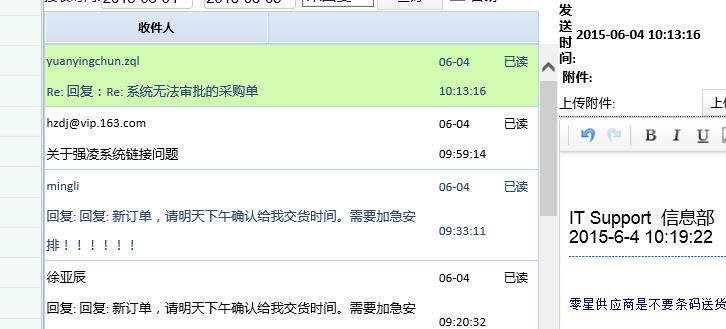 收件人
yuanyingchun.zql 06-04 已读
Re: 回复：Re: 系统无法审批的采购单 10:13:16
hzdj@vip.163.com 06-04 已读
关于强凌系统链接问题 09:59:14
mingli 06-04 已读
回复: 回复: 新订单，请明天下午确认给我交货时间。需要加急安
排！！！！！！ 09:33:11
徐亚辰 06-04 已读
回复: 回复: 新订单，请明天下午确认给我交货时间。需要加急安
09:20:32
发送时间: 2015-06-04 10:13:16
附件:
上传附件:
B I U
IT Support 信息部
2015-6-4 10:19:22
零星供应商是不要条码送货